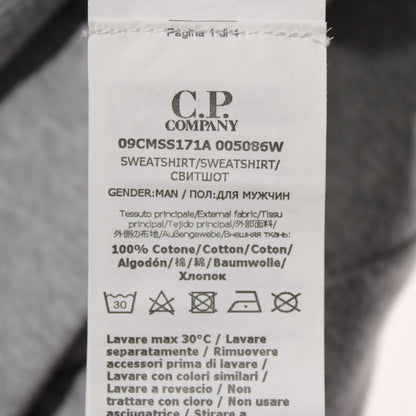 Pagina 1 di 4
C.P.
COMPANY
09CMSS171A 005086W
SWEATSHIRT/SWEATSHIRT/
СВИТШОТ
GENDER:MAN / ПОЛ:ДЛЯ МУЖЧИН
Tessuto principale/External fabric/Tissu
principal/Tejido principal/外部面料/
外側の布地/Außengewebe/Внешная ткань:
100% Cotone/Cotton/Coton/
Algodón/棉/綿/Baumwolle/
Хлопок
30
Lavare max 30°C / Lavare
separatamente / Rimuovere
accessori prima di lavare /
Lavare con colori similari /
Lavare a rovescio / Non
trattare con cloro / Non usare
asciugatrice / Stirare a